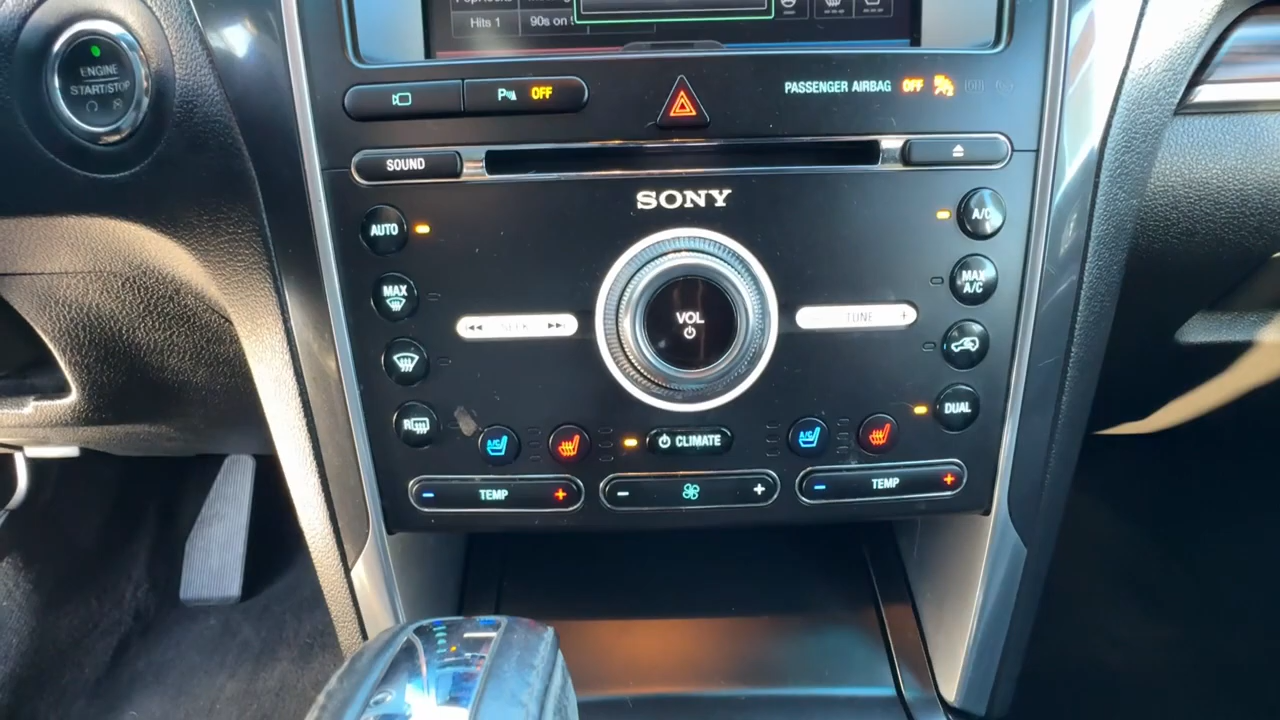 Hits 1
90s on
ENGINE
START/STOP
P OFF
PASSENGER AIRBAG OFF
SOUND
SONY
AUTO
A/C
MAX
MAX
A/C
VOL
SEEK
TUNE +
R
DUAL
A/C
CLIMATE
A/C
− TEMP +
− +
− TEMP +